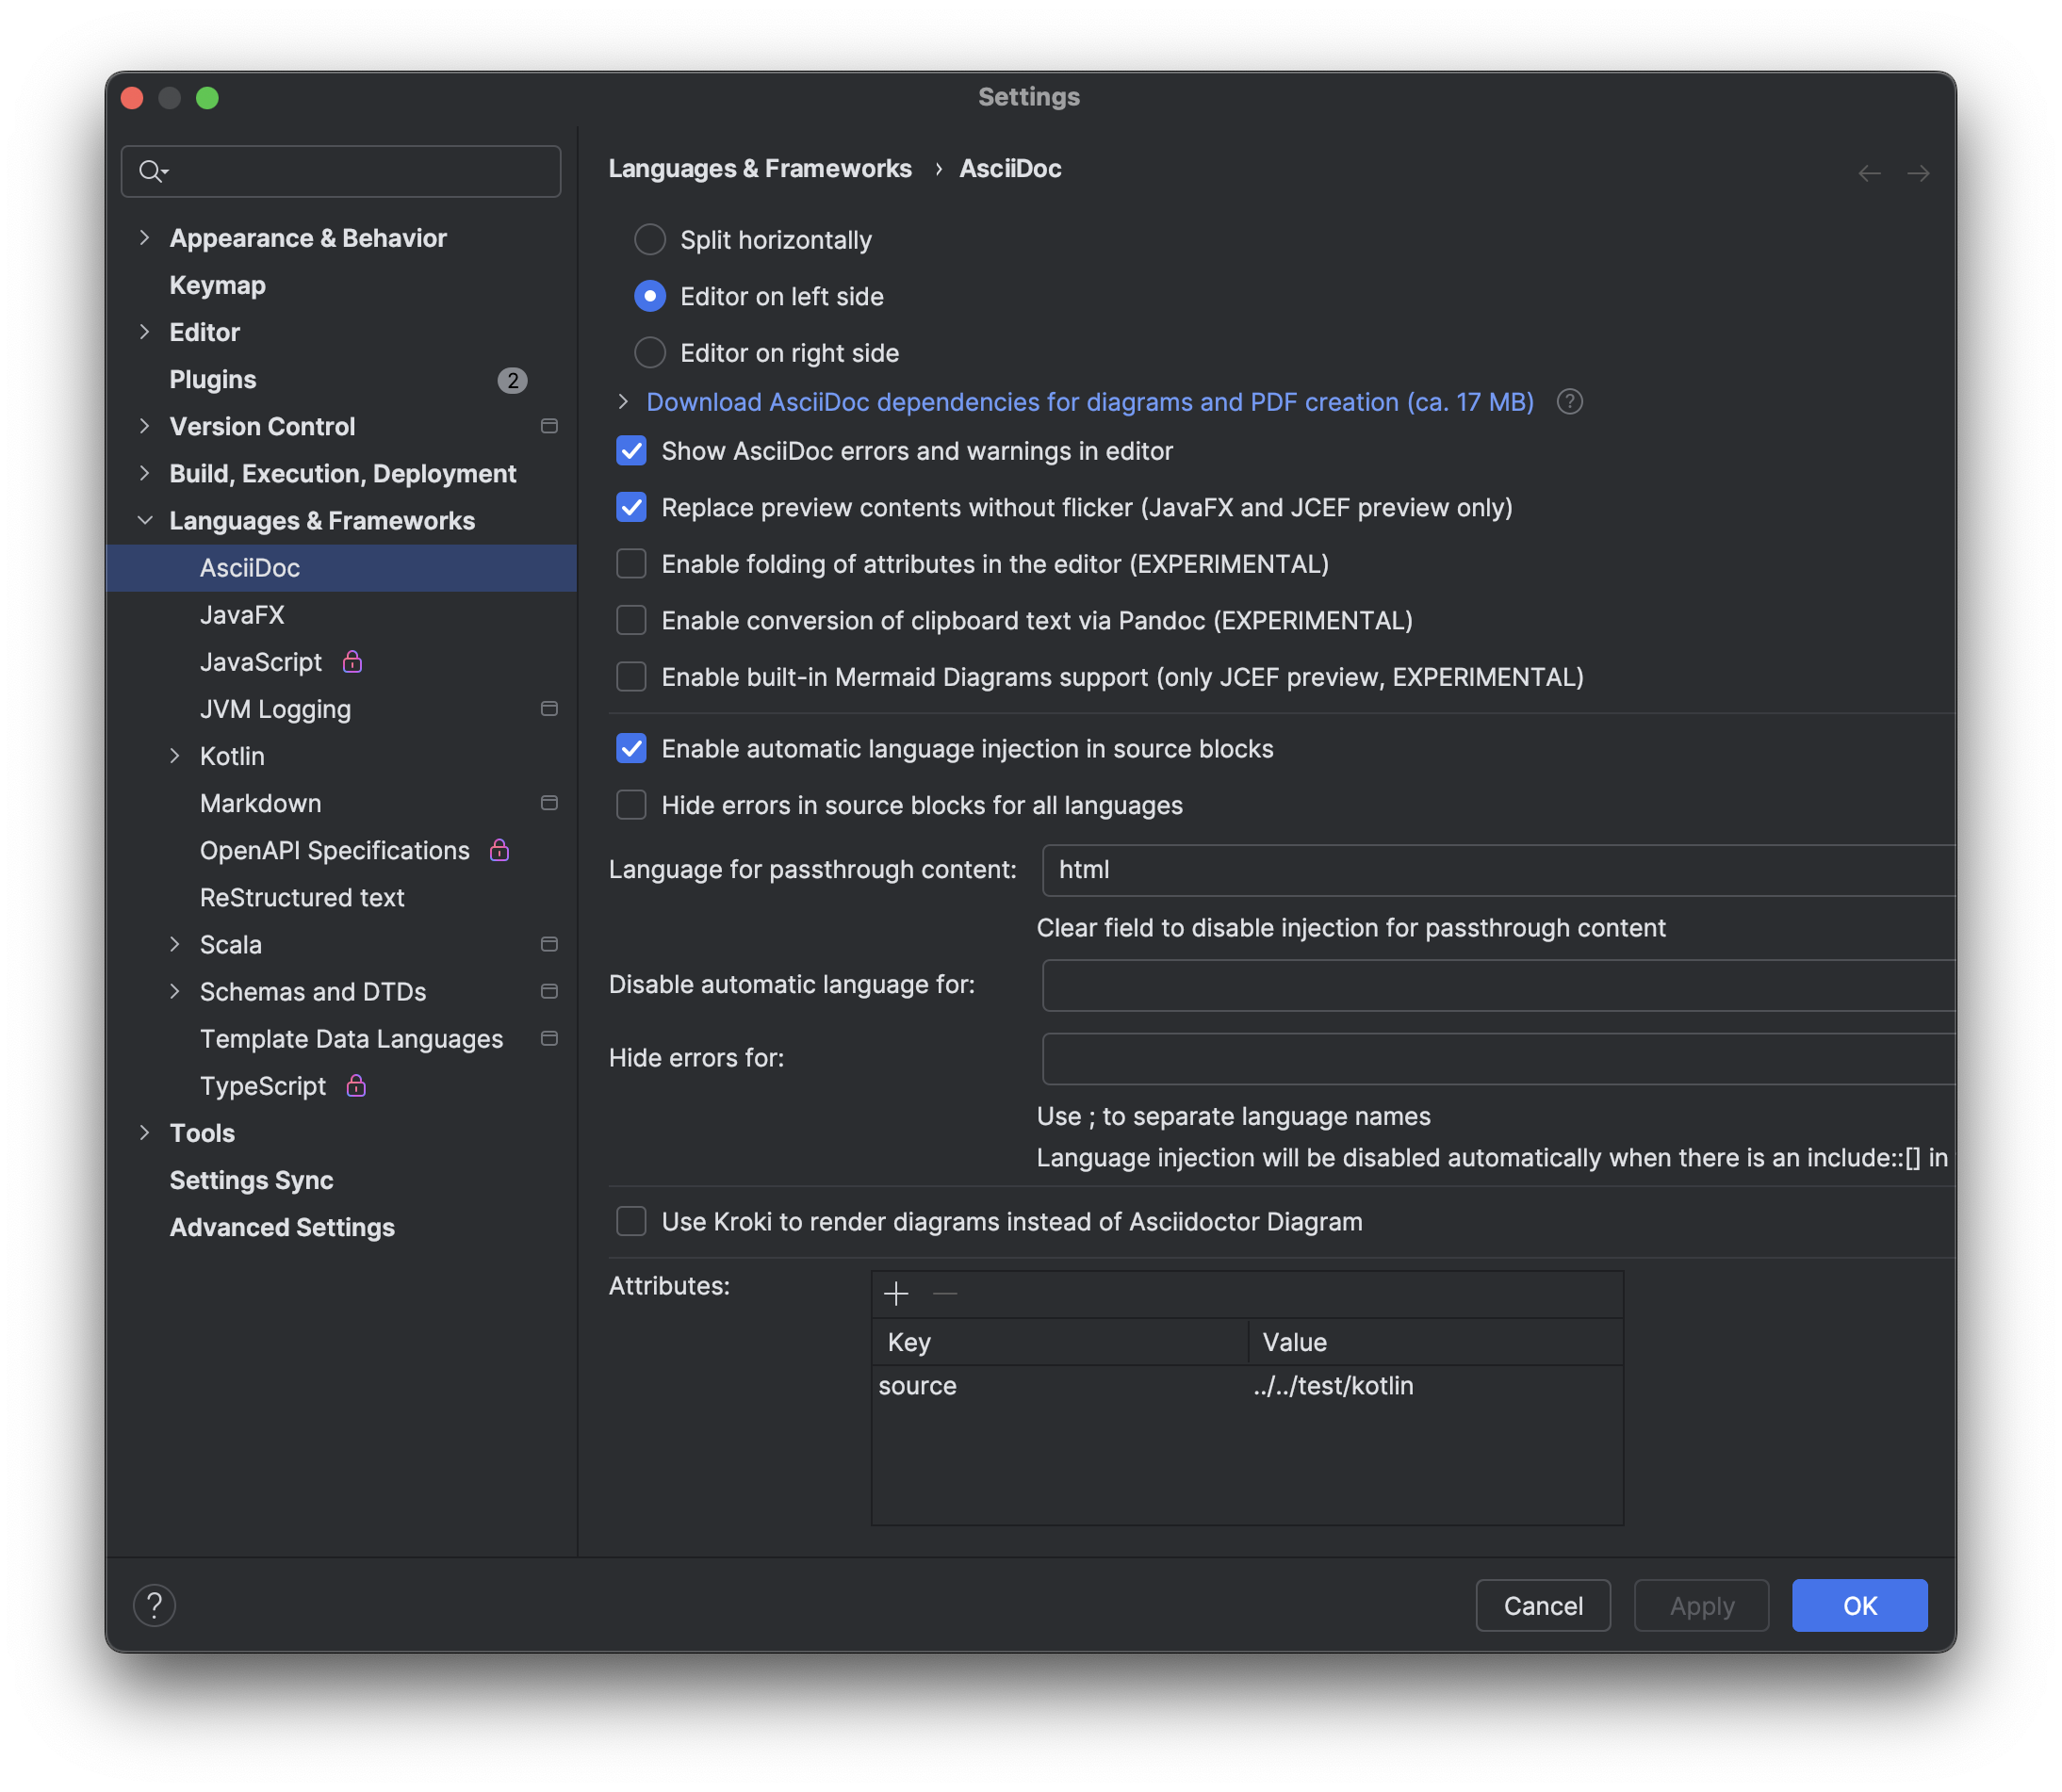 Settings
Appearance & Behavior
Keymap
Editor
Plugins 2
Version Control
Build, Execution, Deployment
Languages & Frameworks
AsciiDoc
JavaFX
JavaScript
JVM Logging
Kotlin
Markdown
OpenAPI Specifications
ReStructured text
Scala
Schemas and DTDs
Template Data Languages
TypeScript
Tools
Settings Sync
Advanced Settings
Languages & Frameworks › AsciiDoc
Split horizontally
Editor on left side
Editor on right side
Download AsciiDoc dependencies for diagrams and PDF creation (ca. 17 MB) ?
Show AsciiDoc errors and warnings in editor
Replace preview contents without flicker (JavaFX and JCEF preview only)
Enable folding of attributes in the editor (EXPERIMENTAL)
Enable conversion of clipboard text via Pandoc (EXPERIMENTAL)
Enable built-in Mermaid Diagrams support (only JCEF preview, EXPERIMENTAL)
Enable automatic language injection in source blocks
Hide errors in source blocks for all languages
Language for passthrough content: html
Clear field to disable injection for passthrough content
Disable automatic language for:
Hide errors for:
Use ; to separate language names
Language injection will be disabled automatically when there is an include::[] in
Use Kroki to render diagrams instead of Asciidoctor Diagram
Attributes:
Key Value
source ../../test/kotlin
? Cancel Apply OK